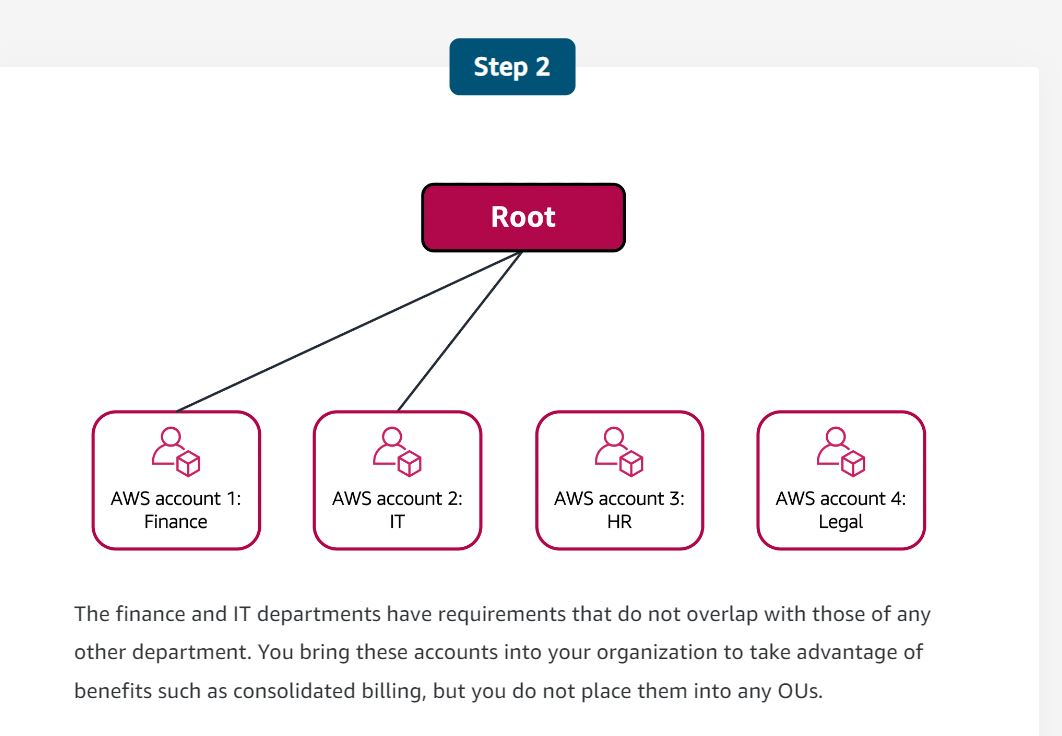 Step 2
Root
AWS account 1:
Finance
AWS account 2:
IT
AWS account 3:
HR
AWS account 4:
Legal
The finance and IT departments have requirements that do not overlap with those of any
other department. You bring these accounts into your organization to take advantage of
benefits such as consolidated billing, but you do not place them into any OUs.